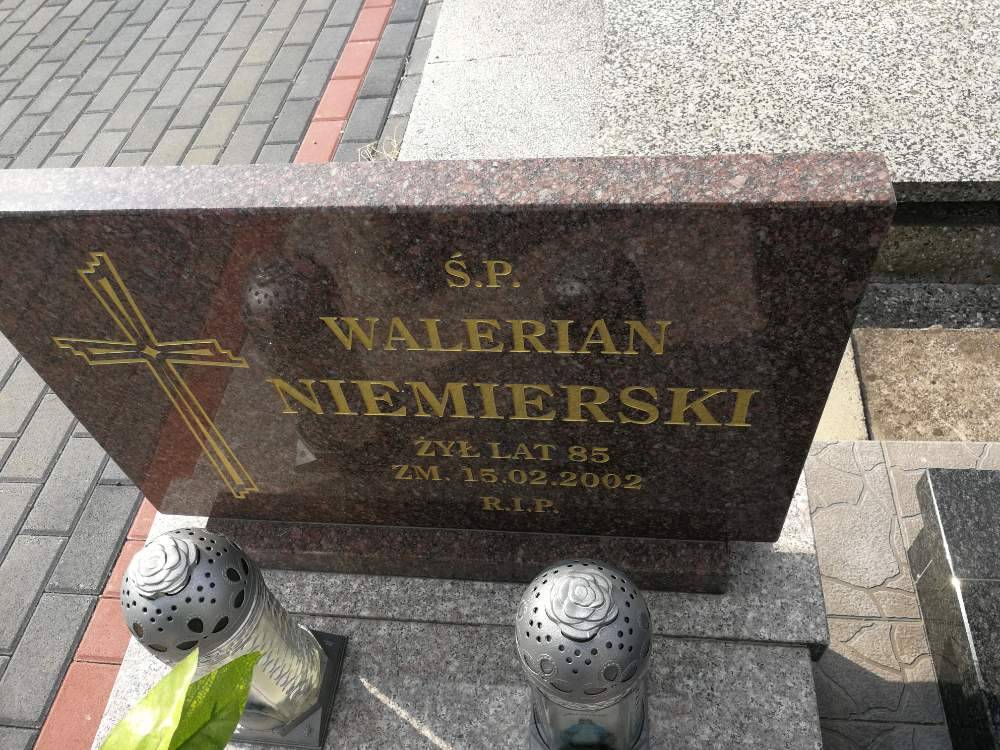 Ś.P.
WALERIAN
NIEMIERSKI
ŻYŁ LAT 85
ZM. 15.02.2002
R.I.P.